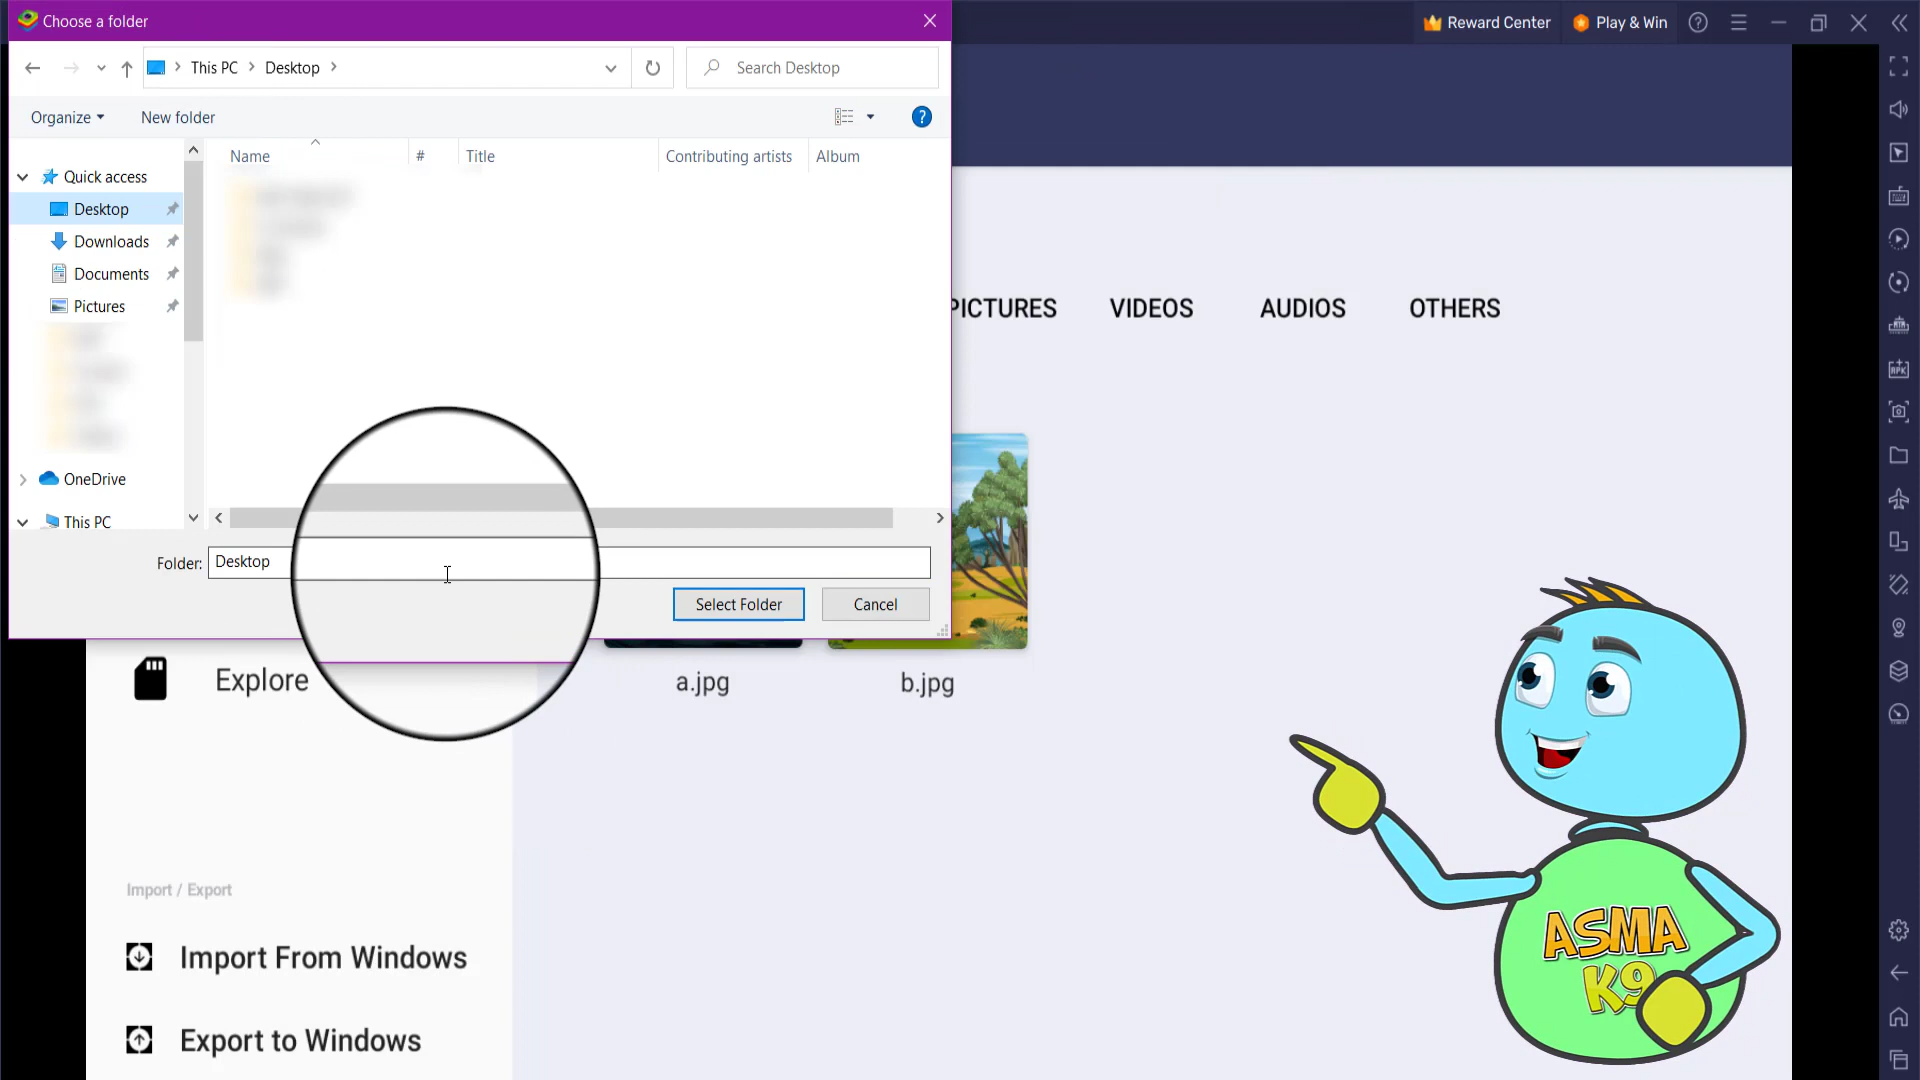 Choose a folder
Reward Center
Play & Win
This PC
Desktop
Search Desktop
Organize
New folder
?
Name
#
Title
Contributing artists
Album
Quick access
Desktop
Downloads
Documents
Pictures
OneDrive
This PC
Folder:
Desktop
Select Folder
Cancel
PICTURES
VIDEOS
AUDIOS
OTHERS
Explore
a.jpg
b.jpg
Import / Export
Import From Windows
Export to Windows
ASMA
K9